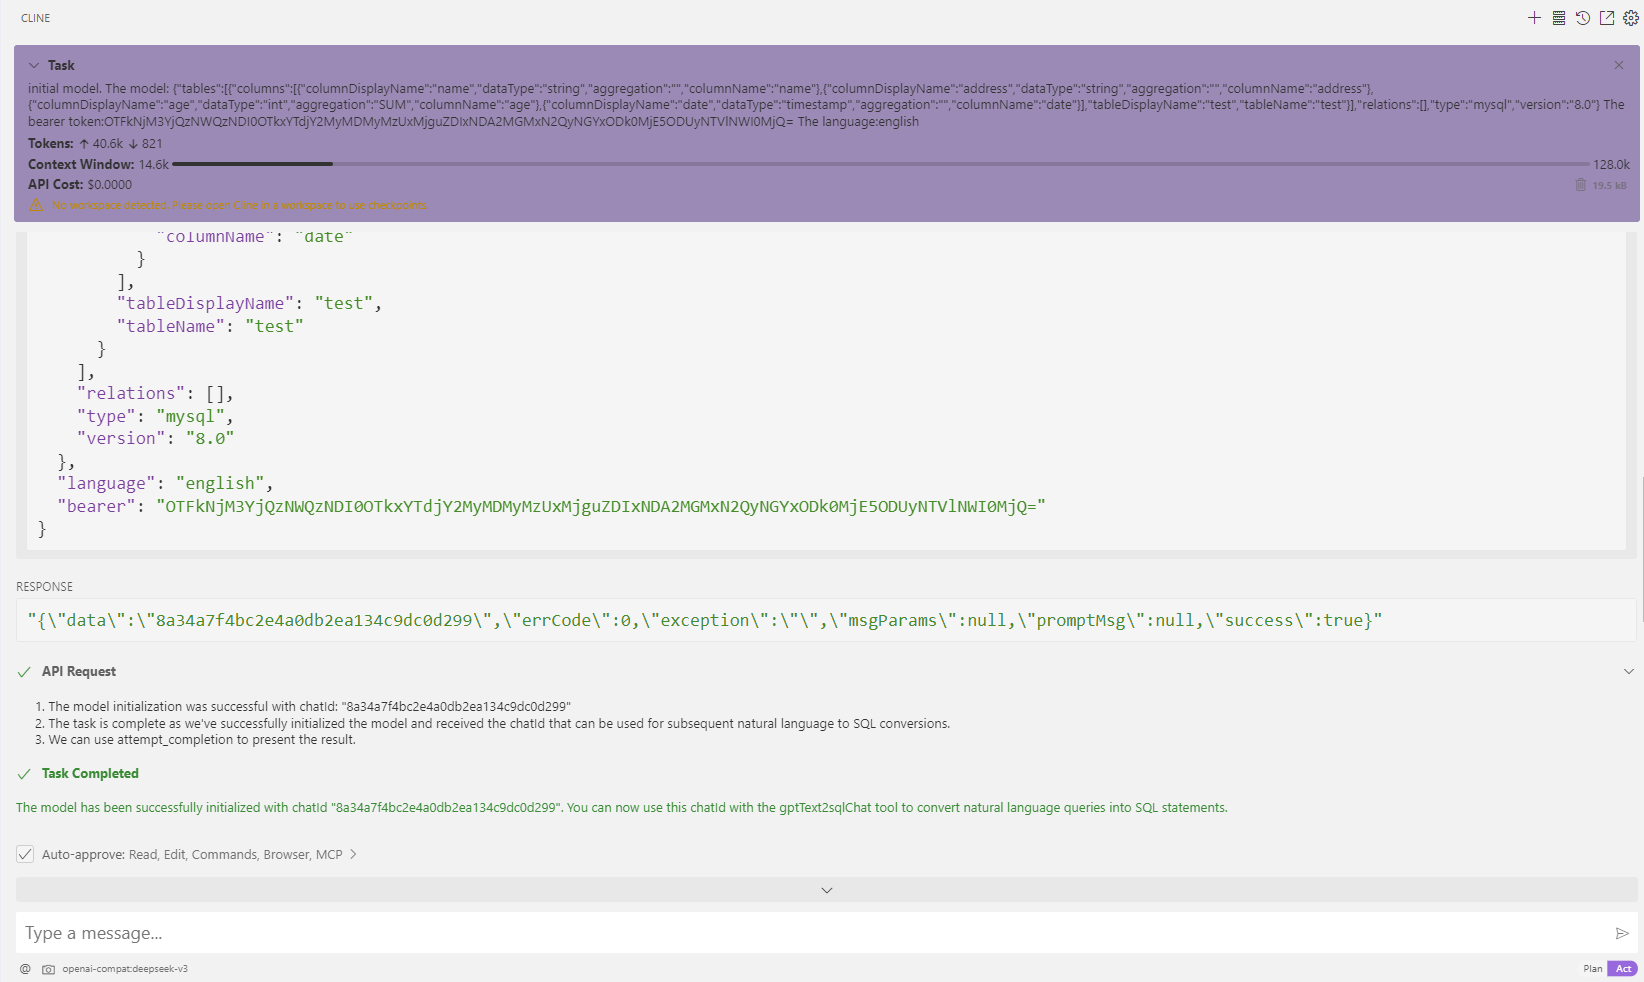 CLINE
Task
initial model. The model: {"tables":[{"columns":[{"columnDisplayName":"name","dataType":"string","aggregation":"","columnName":"name"},{"columnDisplayName":"address","dataType":"string","aggregation":"","columnName":"address"},
{"columnDisplayName":"age","dataType":"int","aggregation":"SUM","columnName":"age"},{"columnDisplayName":"date","dataType":"timestamp","aggregation":"","columnName":"date"}],"tableDisplayName":"test","tableName":"test"}],"relations":[],"type":"mysql","version":"8.0"} The
bearer token:OTFkNjM3YjQzNWQzNDI0OTkxYTdjY2MyMDMyMzUxMjguZDIxNDA2MGMxN2QyNGYxODk0MjE5ODUyNTVlNWI0MjQ= The language:english
Tokens: ↑ 40.6k ↓ 821
Context Window: 14.6k 128.0k
API Cost: $0.0000 19.5 kB
No workspace detected. Please open Cline in a workspace to use checkpoints.
"columnName": "date"
}
],
"tableDisplayName": "test",
"tableName": "test"
}
],
"relations": [],
"type": "mysql",
"version": "8.0"
},
"language": "english",
"bearer": "OTFkNjM3YjQzNWQzNDI0OTkxYTdjY2MyMDMyMzUxMjguZDIxNDA2MGMxN2QyNGYxODk0MjE5ODUyNTVlNWI0MjQ="
}
RESPONSE
"{\"data\":\"8a34a7f4bc2e4a0db2ea134c9dc0d299\",\"errCode\":0,\"exception\":\"\",\"msgParams\":null,\"promptMsg\":null,\"success\":true}"
API Request
1. The model initialization was successful with chatId: "8a34a7f4bc2e4a0db2ea134c9dc0d299"
2. The task is complete as we've successfully initialized the model and received the chatId that can be used for subsequent natural language to SQL conversions.
3. We can use attempt_completion to present the result.
Task Completed
The model has been successfully initialized with chatId "8a34a7f4bc2e4a0db2ea134c9dc0d299". You can now use this chatId with the gptText2sqlChat tool to convert natural language queries into SQL statements.
Auto-approve: Read, Edit, Commands, Browser, MCP >
Type a message...
@ openai-compat:deepseek-v3 Plan Act